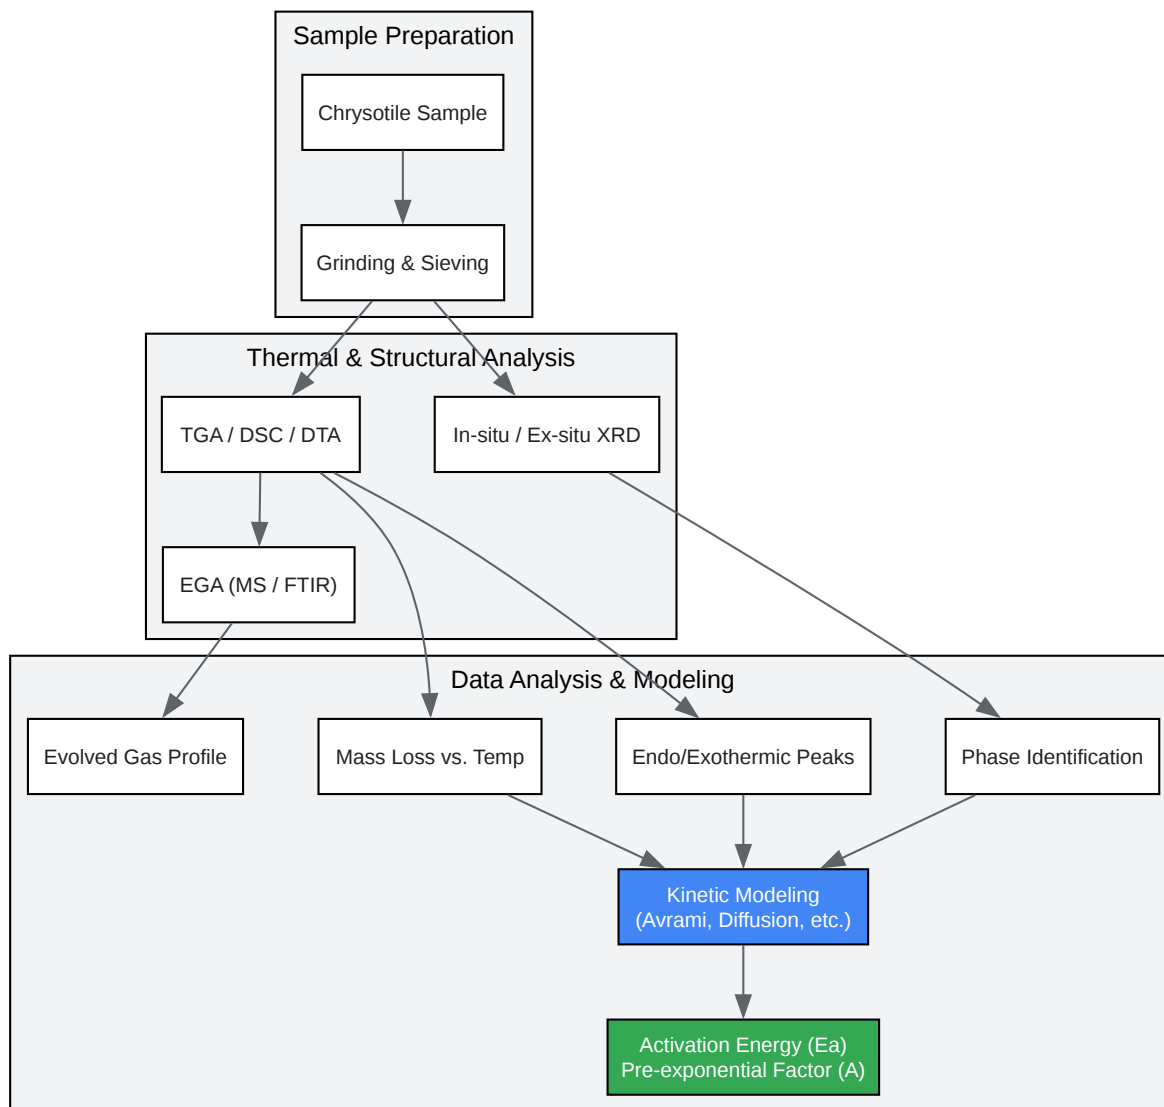 Sample Preparation
Chrysotile Sample
Grinding & Sieving
Thermal & Structural Analysis
TGA / DSC / DTA
In-situ / Ex-situ XRD
EGA (MS / FTIR)
Data Analysis & Modeling
Evolved Gas Profile
Mass Loss vs. Temp
Endo/Exothermic Peaks
Phase Identification
Kinetic Modeling
(Avrami, Diffusion, etc.)
Activation Energy (Ea)
Pre-exponential Factor (A)